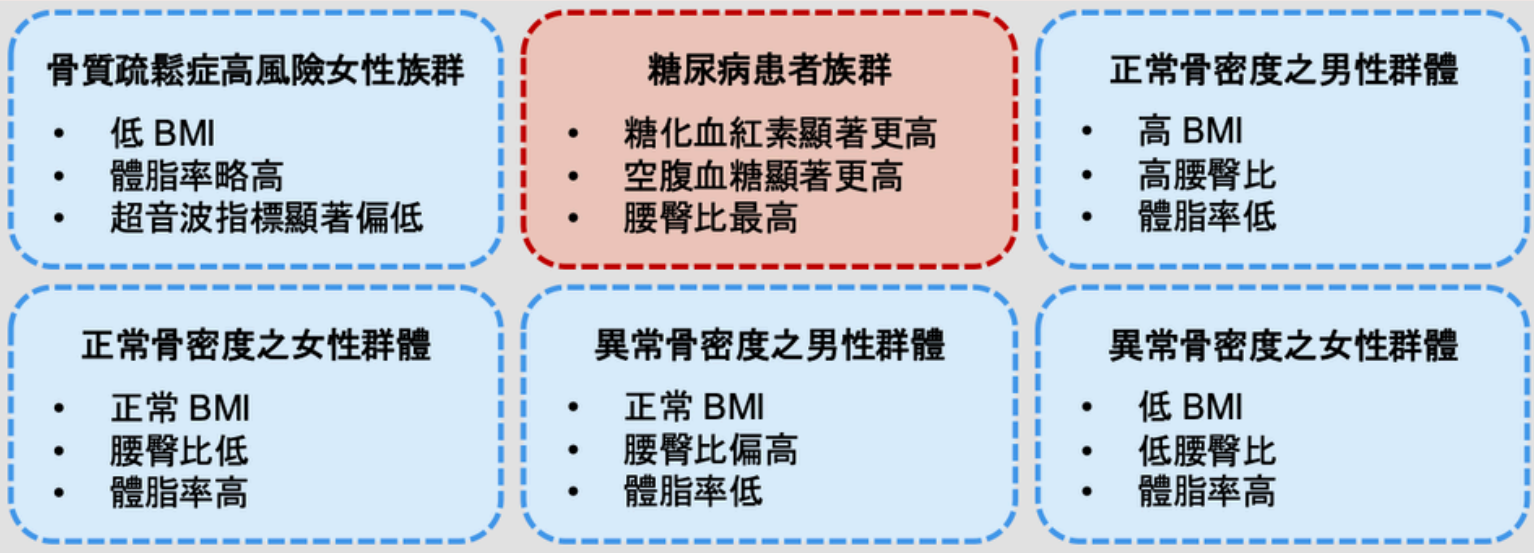 骨質疏鬆症高風險女性族群
• 低 BMI
• 體脂率略高
• 超音波指標顯著偏低
糖尿病患者族群
• 糖化血紅素顯著更高
• 空腹血糖顯著更高
• 腰臀比最高
正常骨密度之男性群體
• 高 BMI
• 高腰臀比
• 體脂率低
正常骨密度之女性群體
• 正常 BMI
• 腰臀比低
• 體脂率高
異常骨密度之男性群體
• 正常 BMI
• 腰臀比偏高
• 體脂率低
異常骨密度之女性群體
• 低 BMI
• 低腰臀比
• 體脂率高